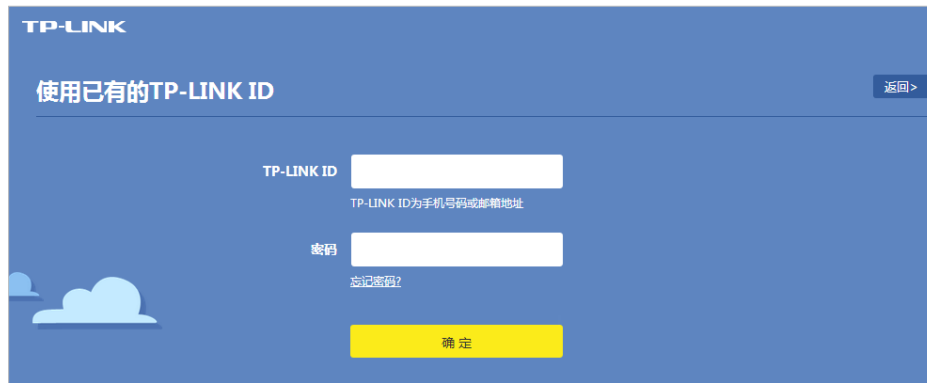 TP-LINK
使用已有的TP-LINK ID
返回>
TP-LINK ID
TP-LINK ID为手机号码或邮箱地址
密码
忘记密码?
确 定